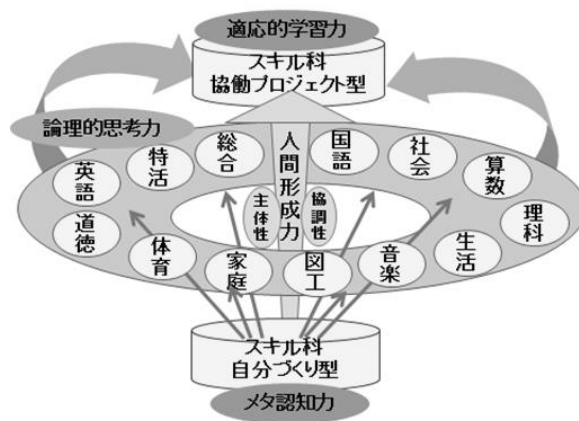 適応的学習力
スキル科
協働プロジェクト型
論理的思考力
英語
特活
総合
人間形成力
国語
社会
算数
理科
主体性
協調性
道徳
体育
家庭
図工
音楽
生活
スキル科
自分づくり型
メタ認知力